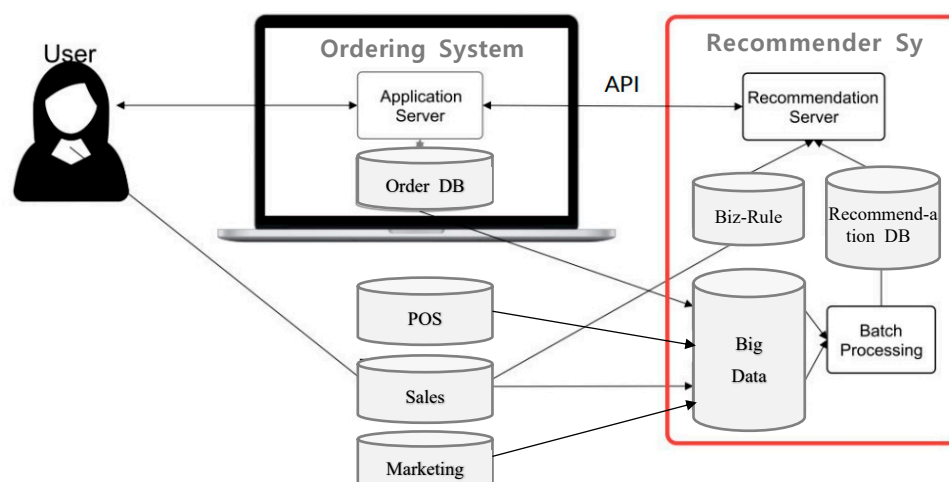 User
Ordering System
Recommender Sy
Application
Server
API
Recommendation
Server
Order DB
Biz-Rule
Recommend-a
tion DB
POS
Big
Data
Batch
Processing
Sales
Marketing